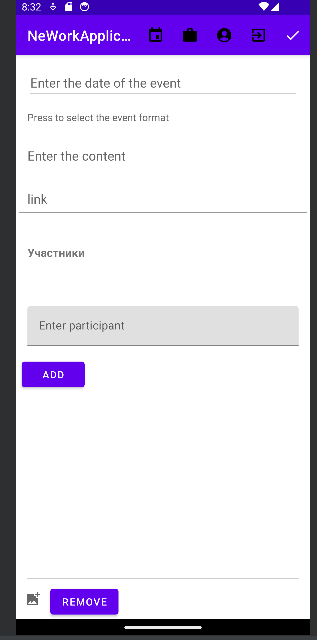 8:32
NeWorkApplic...
Enter the date of the event
Press to select the event format
Enter the content
link
Участники
Enter participant
ADD
REMOVE